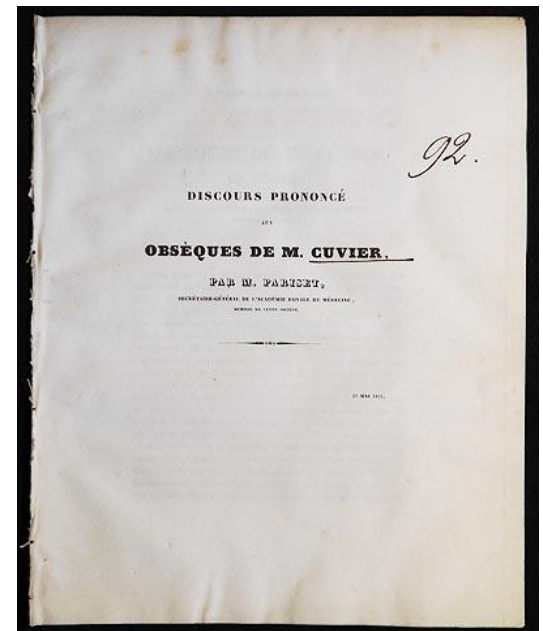 92.
DISCOURS PRONONCÉ
AUX
OBSÈQUES DE M. CUVIER,
PAR M. PARISET,
SECRÉTAIRE-GÉNÉRAL DE L'ACADÉMIE ROYALE DE MÉDECINE,
MEMBRE DE CETTE SOCIÉTÉ.
MAI